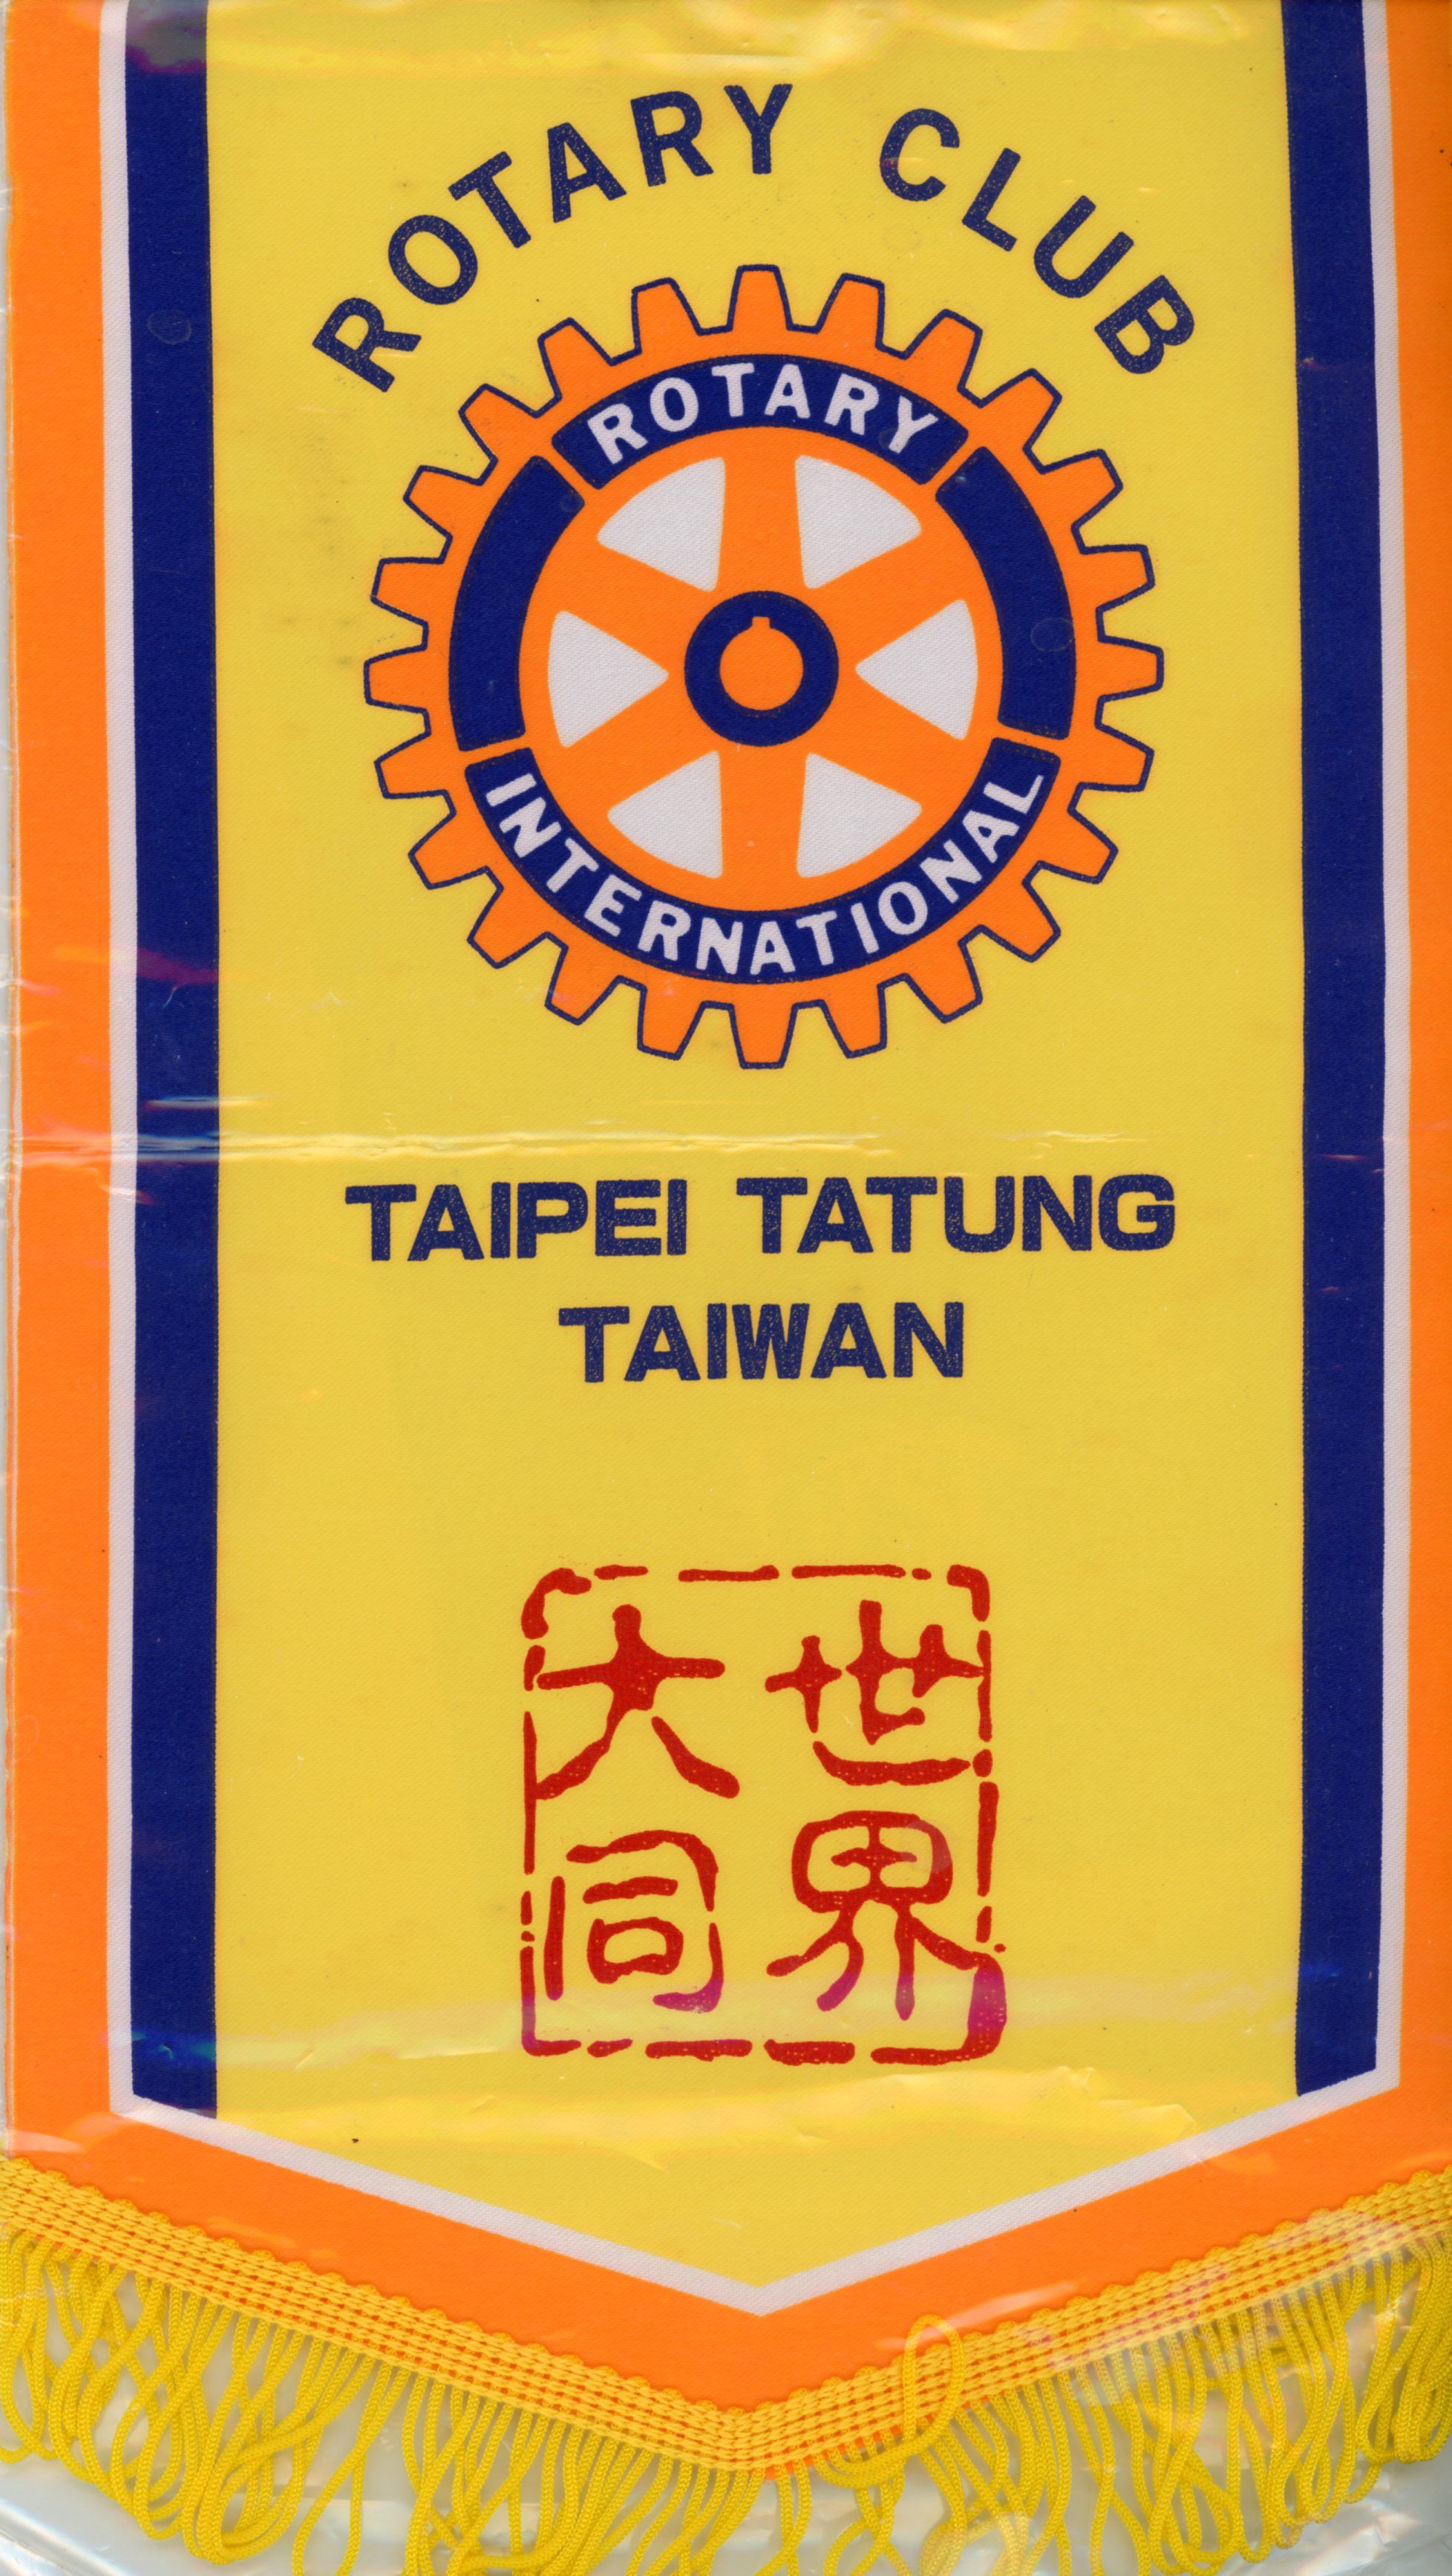 ROTARY CLUB
ROTARY
INTERNATIONAL
TAIPEI TATUNG
TAIWAN
世界
大同